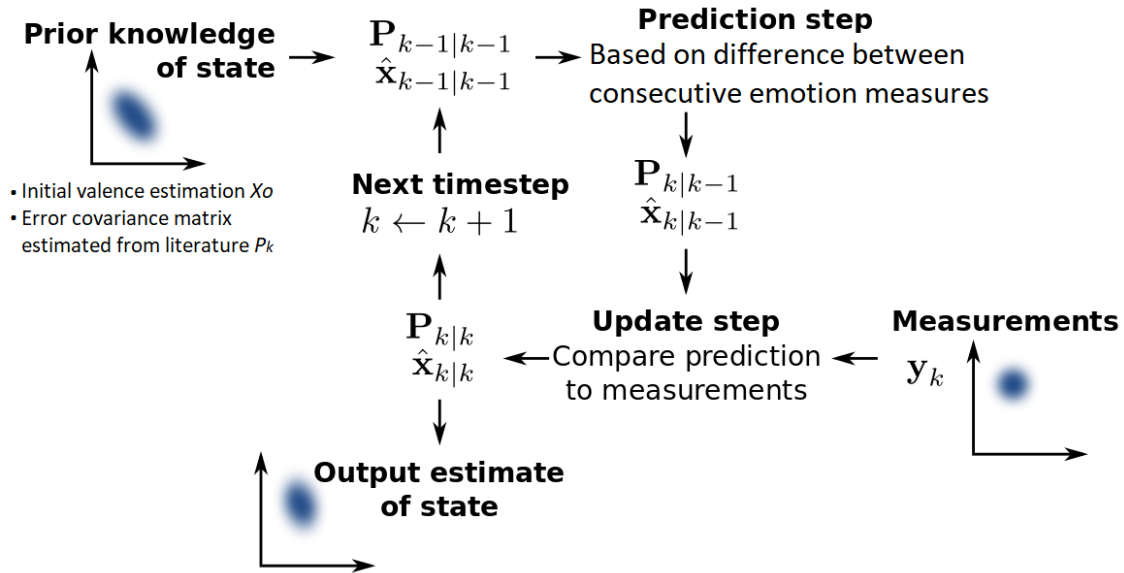 Prior knowledge
of state
• Initial valence estimation Xo
• Error covariance matrix
estimated from literature Pk
P_{k−1|k−1}
x̂_{k−1|k−1}
Prediction step
Based on difference between
consecutive emotion measures
Next timestep
k ← k + 1
P_{k|k−1}
x̂_{k|k−1}
P_{k|k}
x̂_{k|k}
Update step
Compare prediction
to measurements
Measurements
y_k
Output estimate
of state